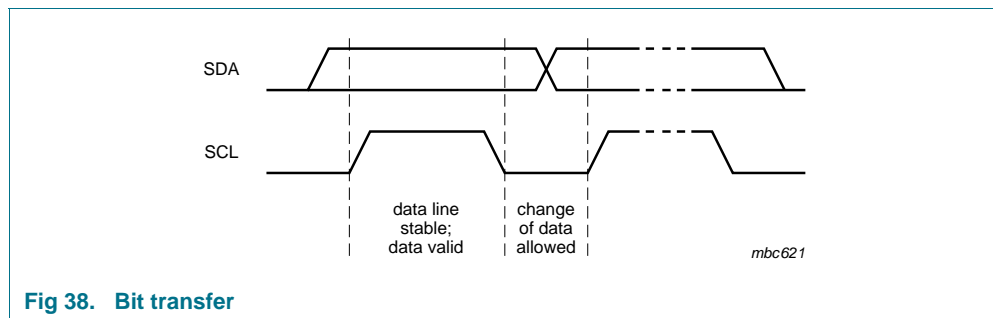 SDA
SCL
data line
stable;
data valid
change
of data
allowed
mbc621
Fig 38. Bit transfer